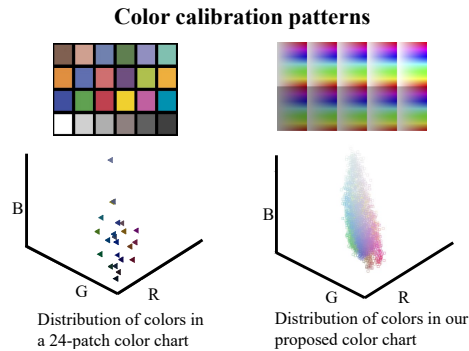 Color calibration patterns
B
G
R
Distribution of colors in
a 24-patch color chart
B
G
R
Distribution of colors in our
proposed color chart